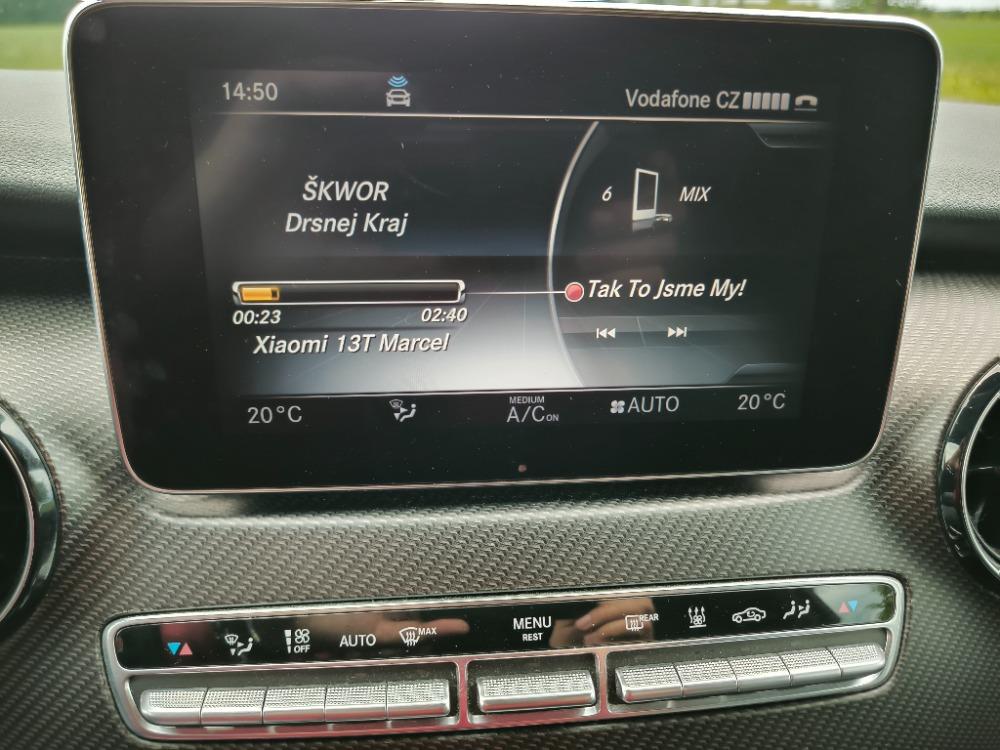 14:50
Vodafone CZ
ŠKWOR
Drsnej Kraj
6 MIX
Tak To Jsme My!
00:23 02:40
Xiaomi 13T Marcel
20°C
MEDIUM
A/C ON
AUTO
20°C
OFF
AUTO
MAX
MENU
REST
REAR